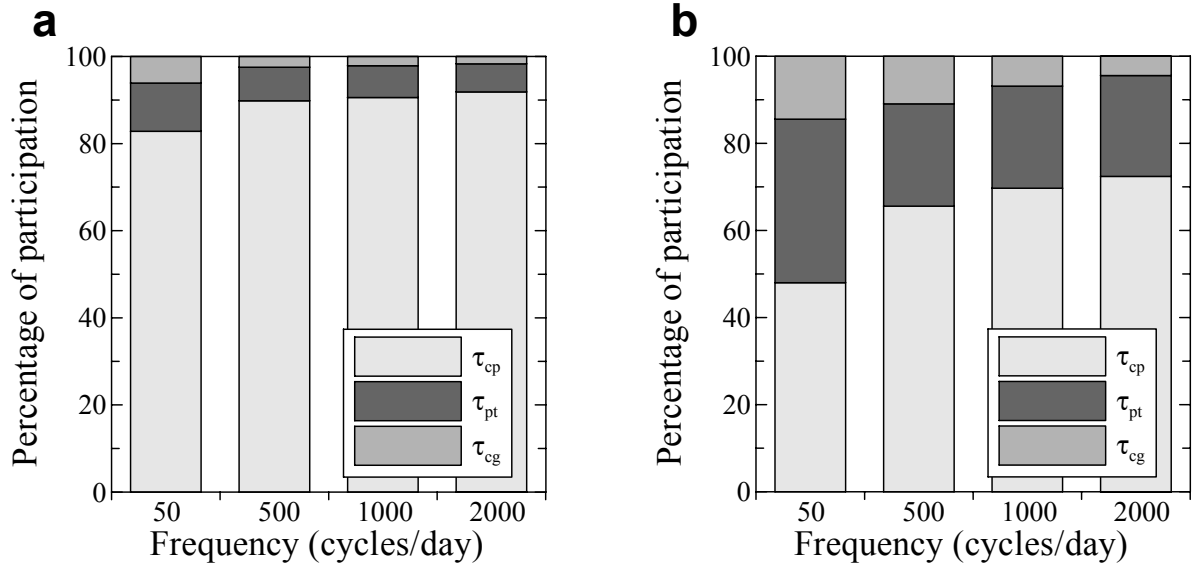 a
Percentage of participation
100
80
60
40
20
0
τcp
τpt
τcg
50 500 1000 2000
Frequency (cycles/day)
b
Percentage of participation
100
80
60
40
20
0
τcp
τpt
τcg
50 500 1000 2000
Frequency (cycles/day)